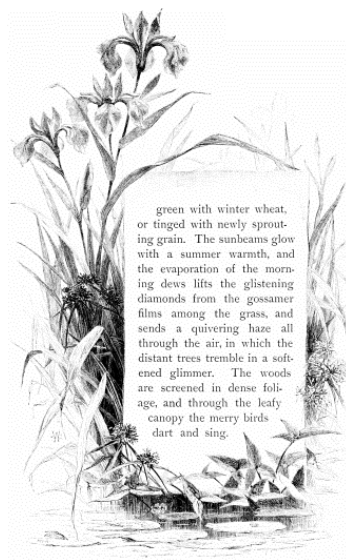 green with winter wheat,
or tinged with newly sprout-
ing grain. The sunbeams glow
with a summer warmth, and
the evaporation of the morn-
ing dews lifts the glistening
diamonds from the gossamer
films among the grass, and
sends a quivering haze all
through the air, in which the
distant trees tremble in a soft-
ened glimmer. The woods
are screened in dense foli-
age, and through the leafy
canopy the merry birds
dart and sing.